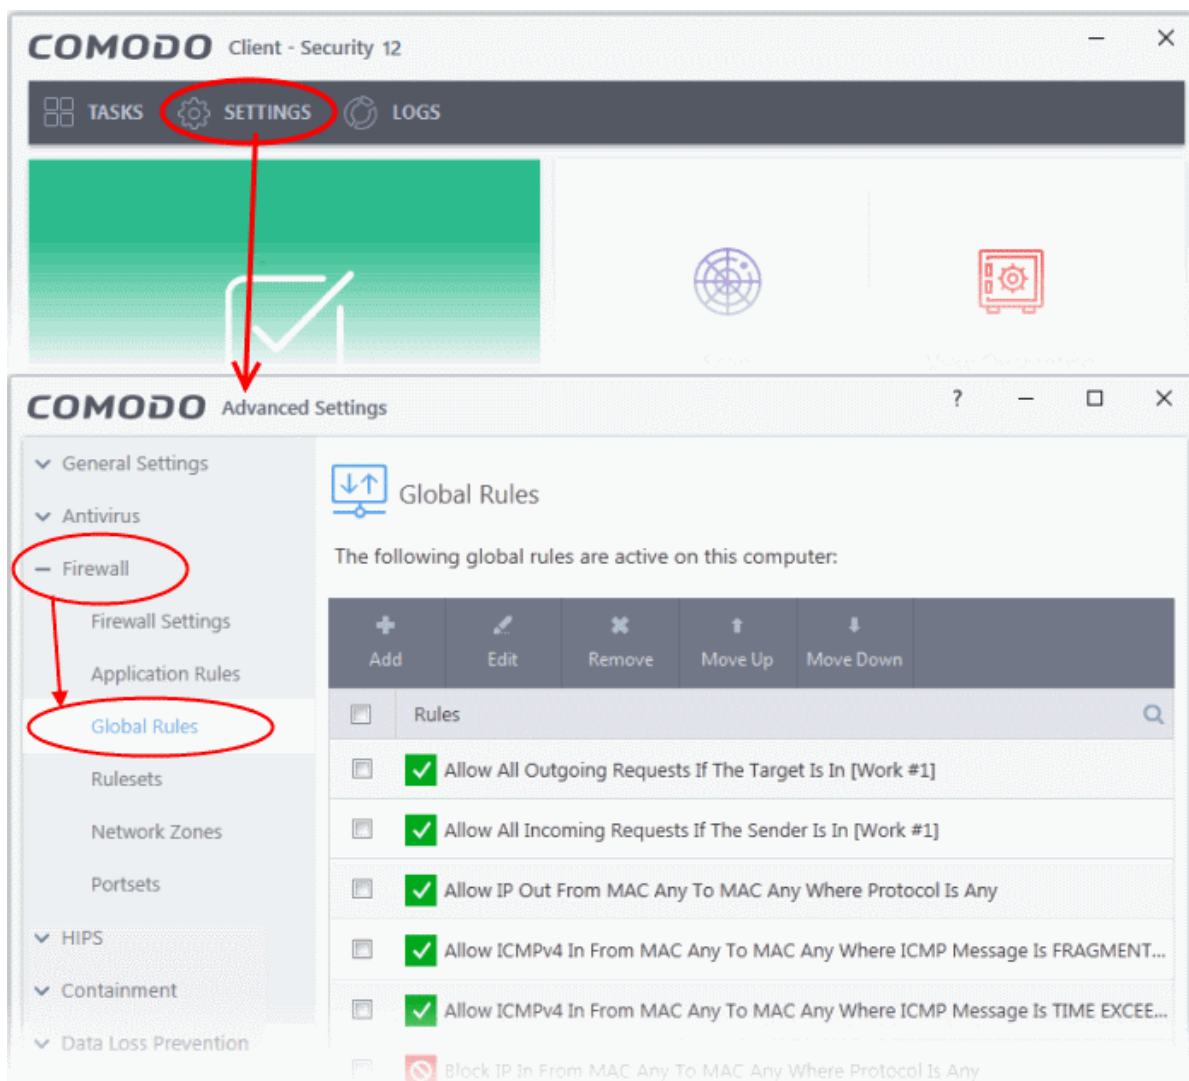 COMODO Client - Security 12
TASKS SETTINGS LOGS
Scan View Quarantine
COMODO Advanced Settings ?
General Settings
Antivirus
Firewall
Firewall Settings
Application Rules
Global Rules
Rulesets
Network Zones
Portsets
HIPS
Containment
Data Loss Prevention
Global Rules
The following global rules are active on this computer:
Add Edit Remove Move Up Move Down
Rules
Allow All Outgoing Requests If The Target Is In [Work #1]
Allow All Incoming Requests If The Sender Is In [Work #1]
Allow IP Out From MAC Any To MAC Any Where Protocol Is Any
Allow ICMPv4 In From MAC Any To MAC Any Where ICMP Message Is FRAGMENT...
Allow ICMPv4 In From MAC Any To MAC Any Where ICMP Message Is TIME EXCEE...
Block IP In From MAC Any To MAC Any Where Protocol Is Any